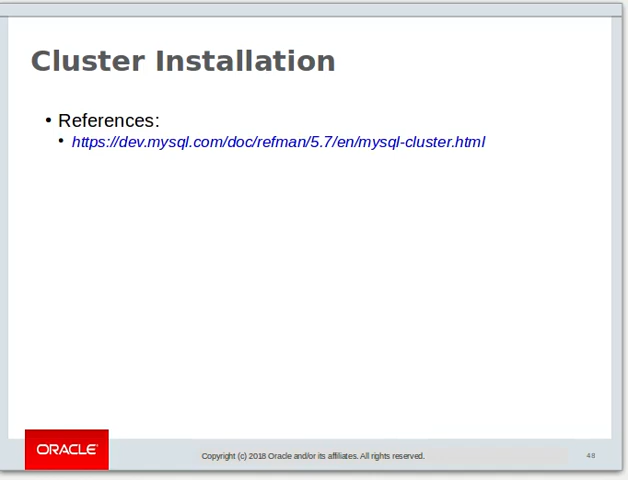 Cluster Installation
• References:
• https://dev.mysql.com/doc/refman/5.7/en/mysql-cluster.html
ORACLE
Copyright (c) 2018 Oracle and/or its affiliates. All rights reserved.
48